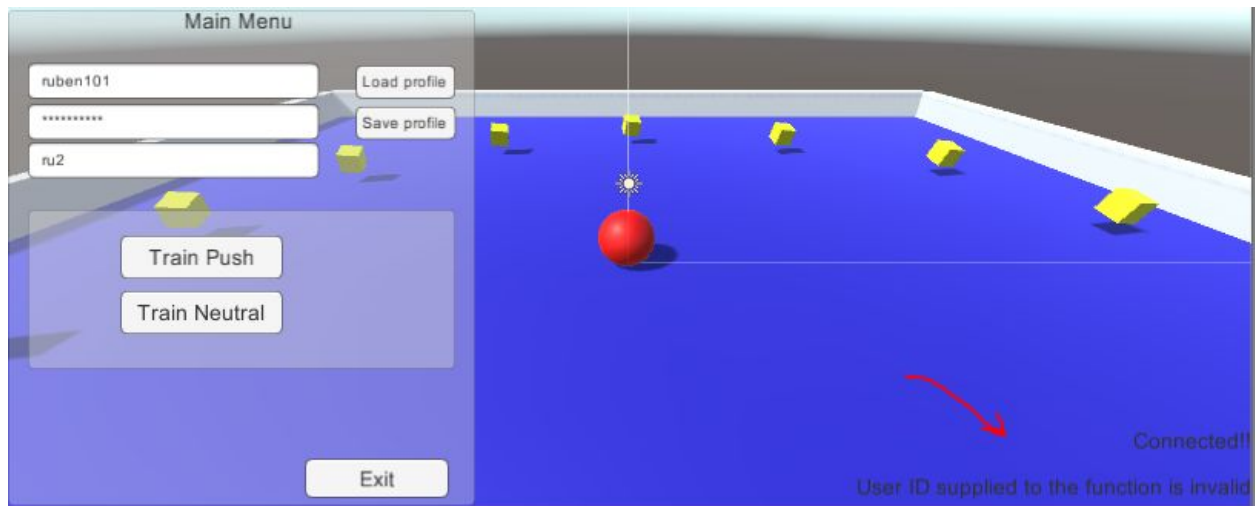 Main Menu
ruben101
Load profile
**********
Save profile
ru2
Train Push
Train Neutral
Exit
Connected!!
User ID supplied to the function is invalid